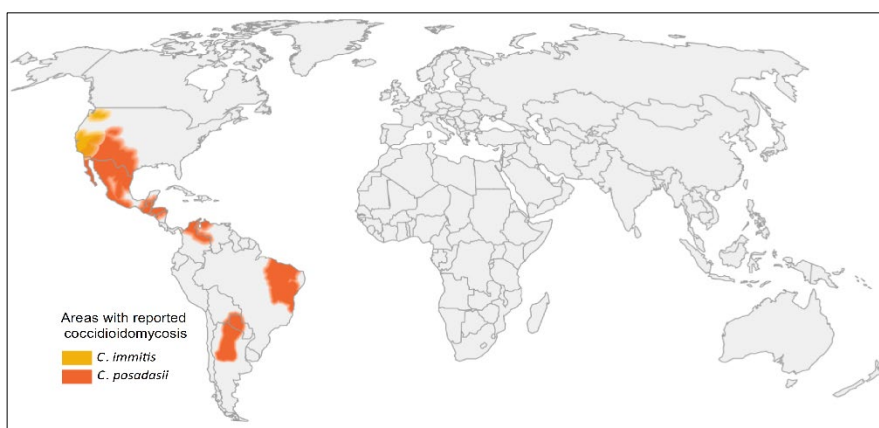 Areas with reported
coccidioidomycosis
C. immitis
C. posadasii